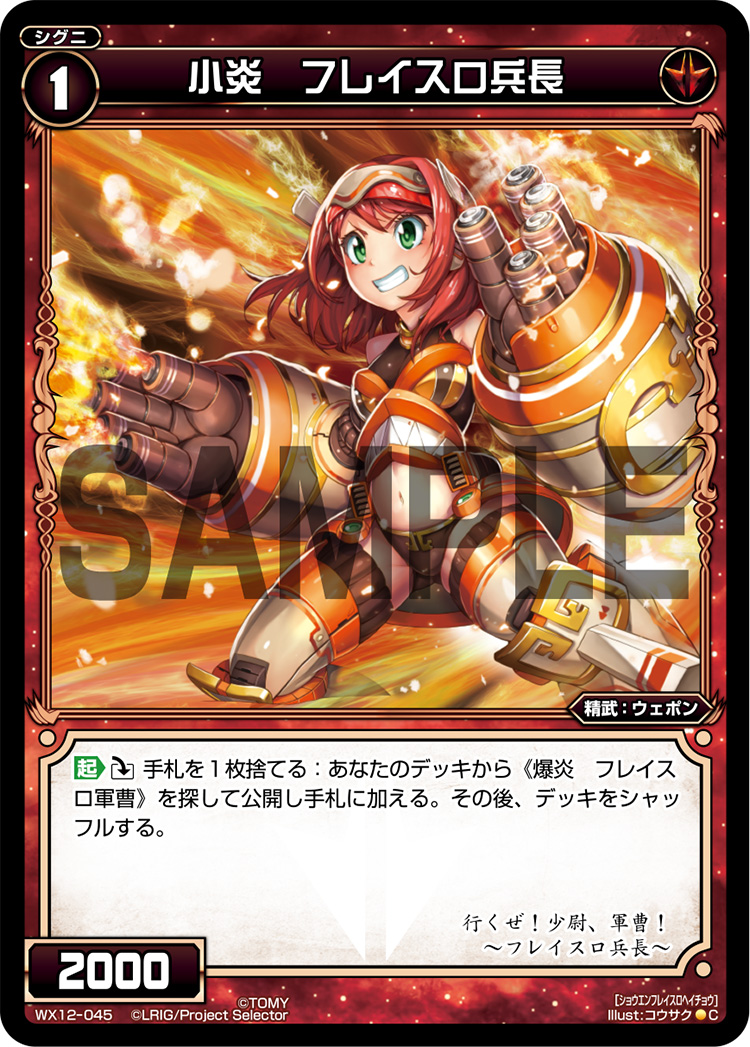 シグニ
1
小炎　フレイスロ兵長
SAMPLE
精武：ウェポン
起 手札を１枚捨てる：あなたのデッキから《爆炎　フレイス
ロ軍曹》を探して公開し手札に加える。その後、デッキをシャッ
フルする。
行くぜ！少尉、軍曹！
～フレイスロ兵長～
2000
WX12-045 ©LRIG/Project Selector
©TOMY
［ショウエンフレイスロヘイチョウ］
Illust:コウサク C